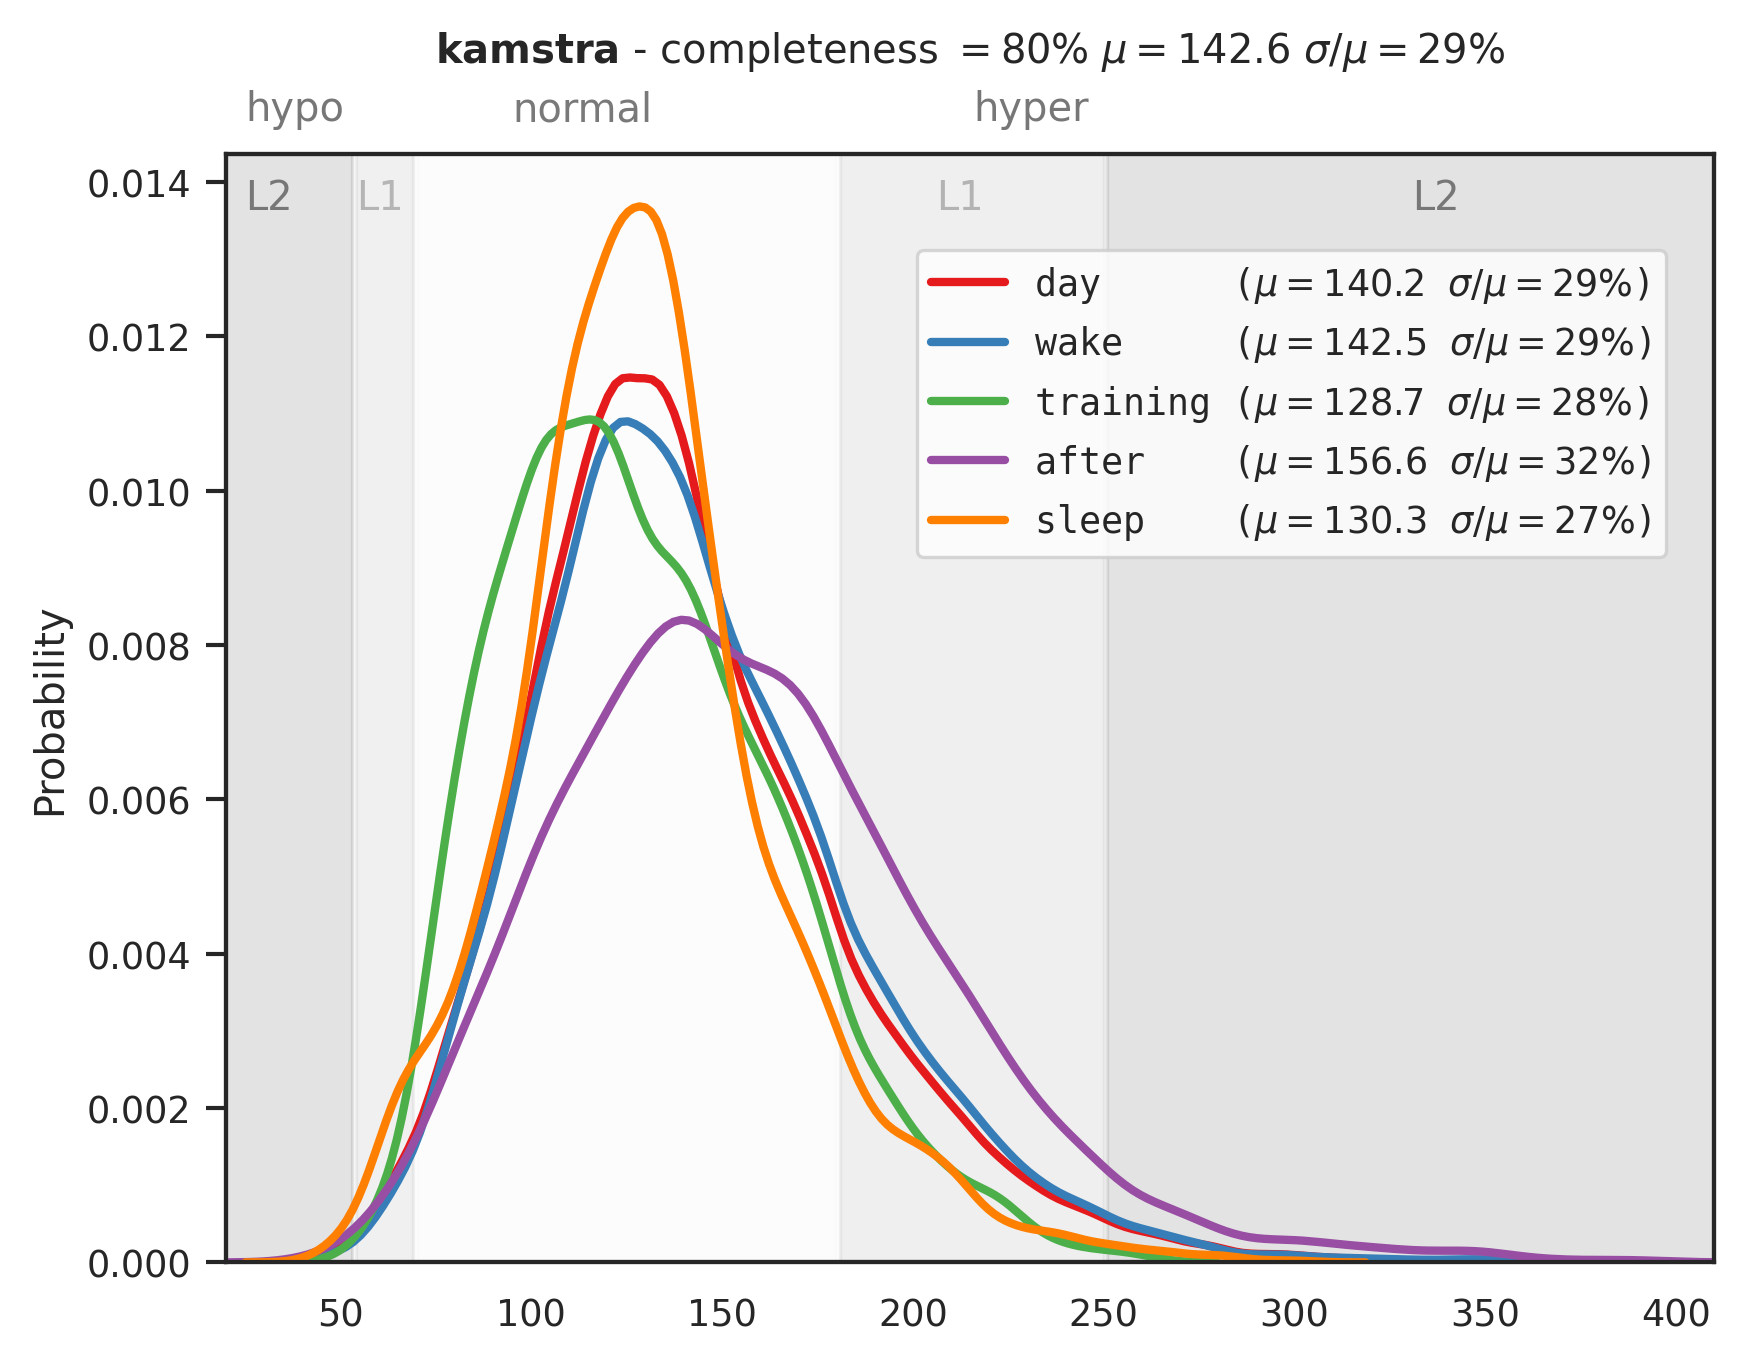 kamstra - completeness = 80% μ = 142.6 σ/μ = 29%
hypo normal hyper
L2 L1 L1 L2
day (μ = 140.2 σ/μ = 29%)
wake (μ = 142.5 σ/μ = 29%)
training (μ = 128.7 σ/μ = 28%)
after (μ = 156.6 σ/μ = 32%)
sleep (μ = 130.3 σ/μ = 27%)
Probability
0.014
0.012
0.010
0.008
0.006
0.004
0.002
0.000
50 100 150 200 250 300 350 400